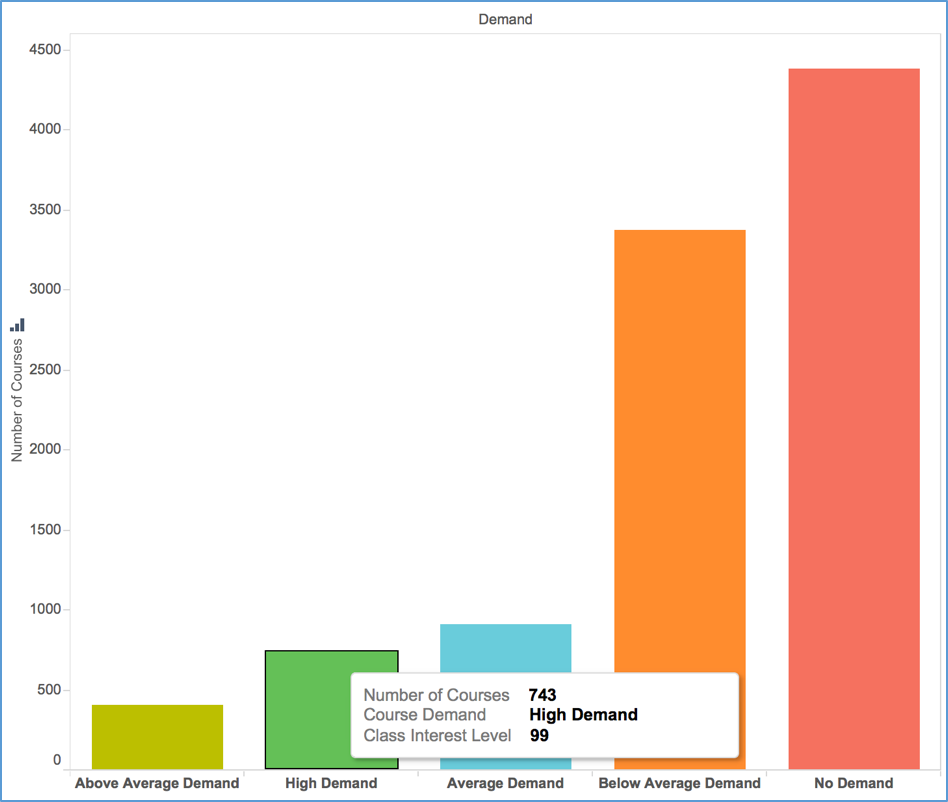 Demand
4500
4000
3500
3000
2500
2000
1500
1000
500
0
Number of Courses
Number of Courses 743
Course Demand High Demand
Class Interest Level 99
Above Average Demand High Demand Average Demand Below Average Demand No Demand